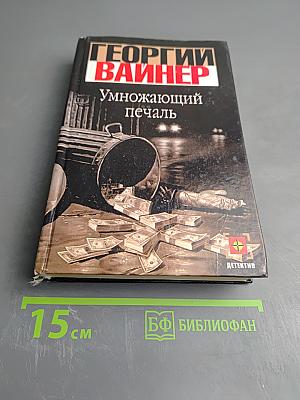 ГЕОРГИЙ
ВАЙНЕР
Умножающий
печаль
ДЕТЕКТИВ
15 см
БФ БИБЛИОФАН